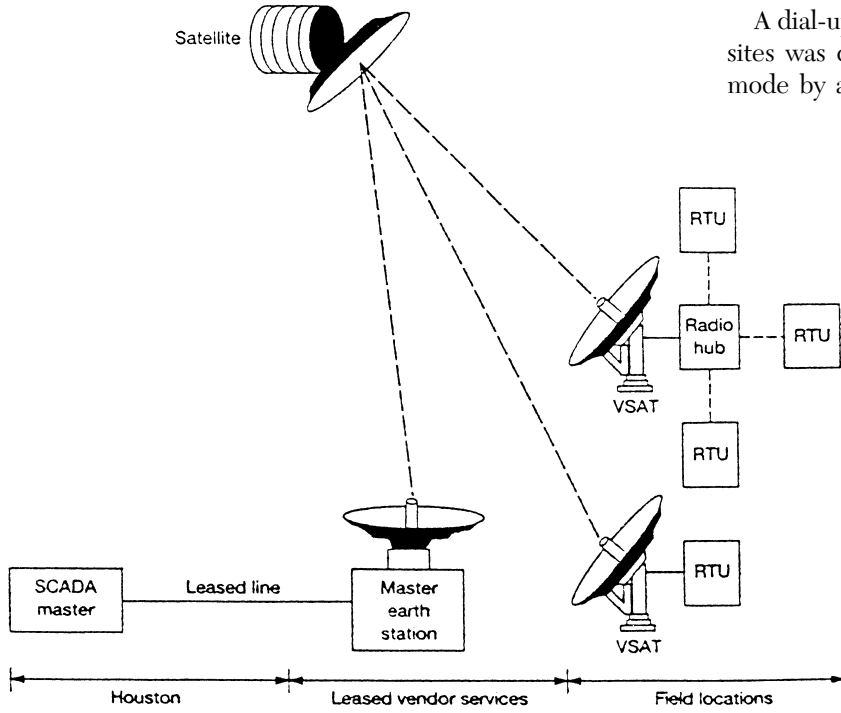 A dial-up
sites was
mode by a
Satellite
RTU
Radio
hub
RTU
VSAT
RTU
SCADA
master
Leased line
Master
earth
station
RTU
VSAT
Houston
Leased vendor services
Field locations